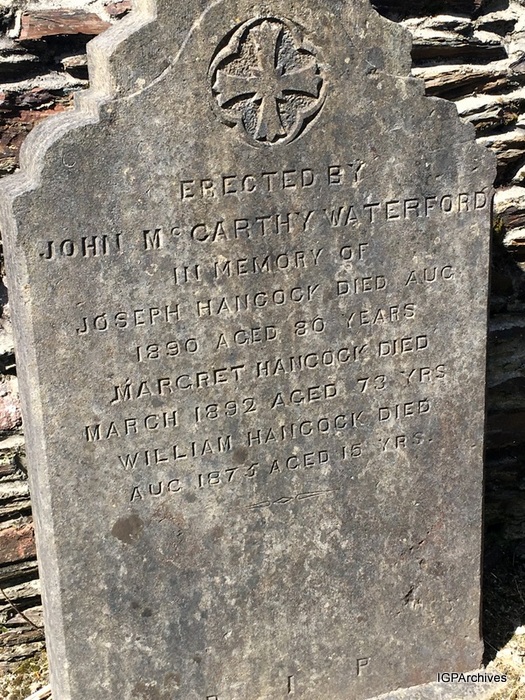 ERECTED BY
JOHN McCARTHY WATERFORD
IN MEMORY OF
JOSEPH HANCOCK DIED AUG
1890 AGED 80 YEARS
MARGRET HANCOCK DIED
MARCH 1892 AGED 73 YRS
WILLIAM HANCOCK DIED
AUG 1875 AGED 15 YRS.
R I P
IGPArchives